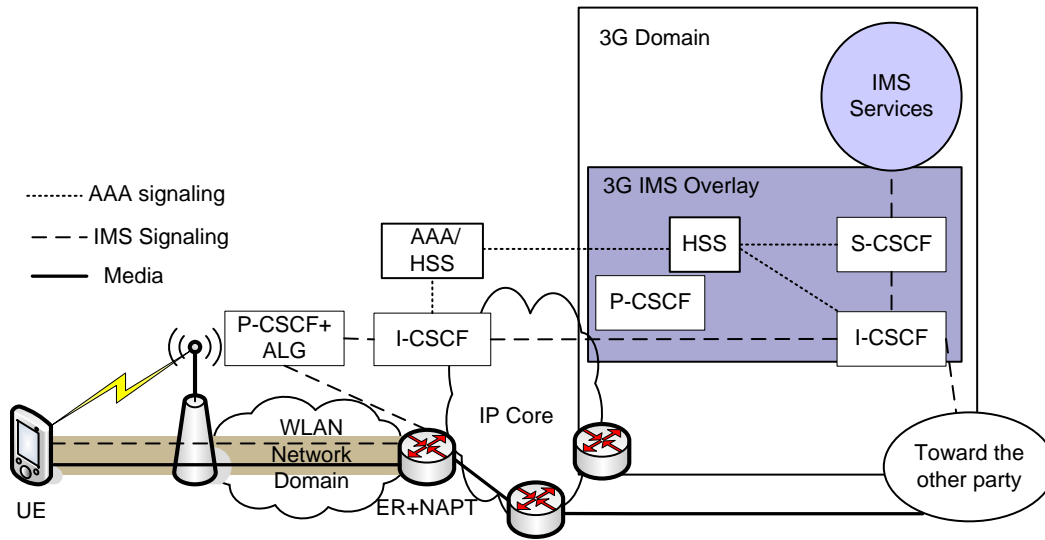 3G Domain
IMS
Services
3G IMS Overlay
AAA signaling
IMS Signaling
Media
AAA/
HSS
HSS
S-CSCF
P-CSCF
P-CSCF+
ALG
I-CSCF
I-CSCF
WLAN
Network
Domain
IP Core
Toward the
other party
ER+NAPT
UE